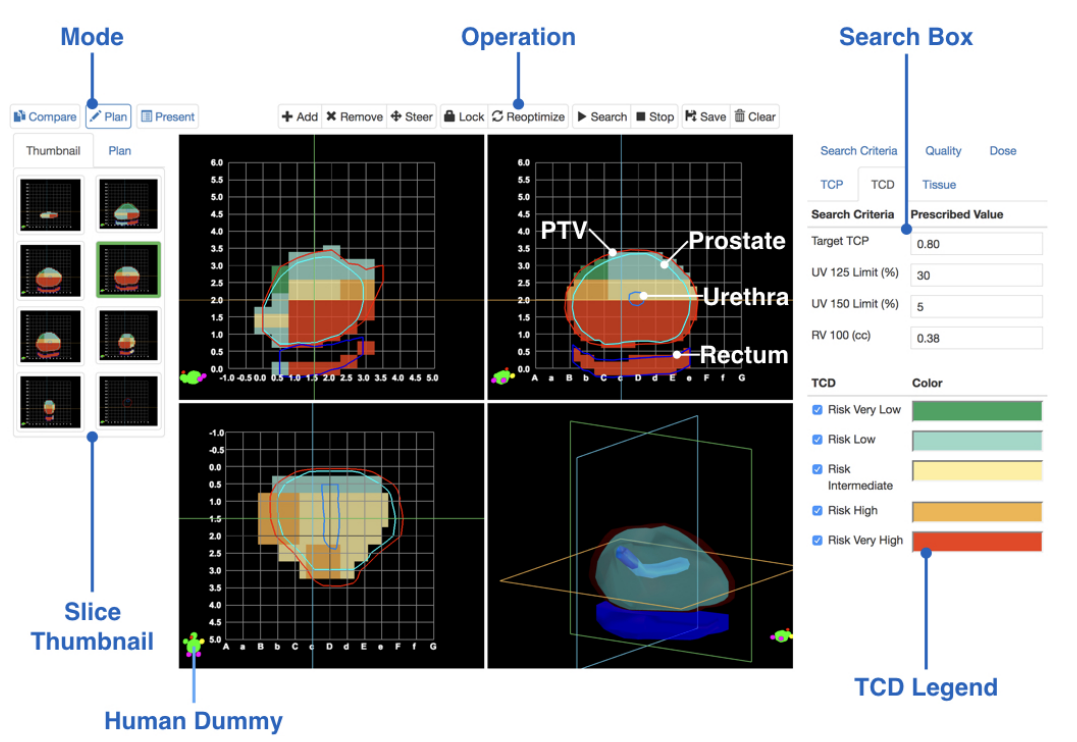 Mode
Operation
Search Box
Compare Plan Present
Add Remove Steer Lock Reoptimize Search Stop Save Clear
Thumbnail Plan
Search Criteria Quality Dose
TCP TCD Tissue
Search Criteria Prescribed Value
Target TCP 0.80
UV 125 Limit (%) 30
UV 150 Limit (%) 5
RV 100 (cc) 0.38
TCD Color
Risk Very Low
Risk Low
Risk
Intermediate
Risk High
Risk Very High
6.0
5.5
5.0
4.5
4.0
3.5
3.0
2.5
2.0
1.5
1.0
0.5
0.0
-1.0 -0.5 0.0 0.5 1.0 1.5 2.0 2.5 3.0 3.5 4.0 4.5 5.0
6.0
5.5
5.0
4.5
4.0
3.5
3.0
2.5
2.0
1.5
1.0
0.5
0.0
A a B b C c D d E e F f G
PTV
Prostate
Urethra
Rectum
-1.0
-0.5
0.0
0.5
1.0
1.5
2.0
2.5
3.0
3.5
4.0
4.5
5.0
A a B b C c D d E e F f G
Slice
Thumbnail
Human Dummy
TCD Legend